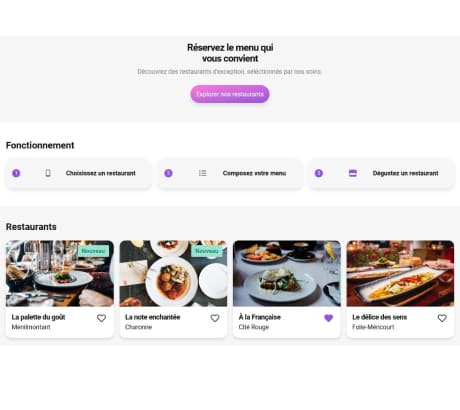 Réservez le menu qui
vous convient
Découvrez des restaurants d'exception, sélectionnés par nos soins.
Explorer nos restaurants
Fonctionnement
1 Choisissez un restaurant
2 Composez votre menu
3 Dégustez un restaurant
Restaurants
Nouveau
Nouveau
La palette du goût
Menilmontant
La note enchantée
Charonne
À la Française
Cité Rouge
Le délice des sens
Folie-Méricourt